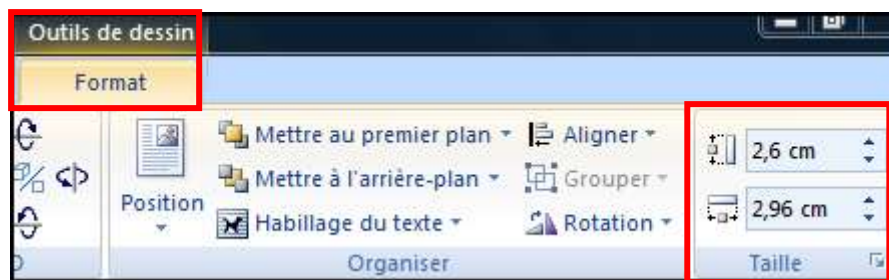 Outils de dessin
Format
Mettre au premier plan
Aligner
2,6 cm
Mettre à l'arrière-plan
Grouper
Position
Habillage du texte
Rotation
2,96 cm
Organiser
Taille